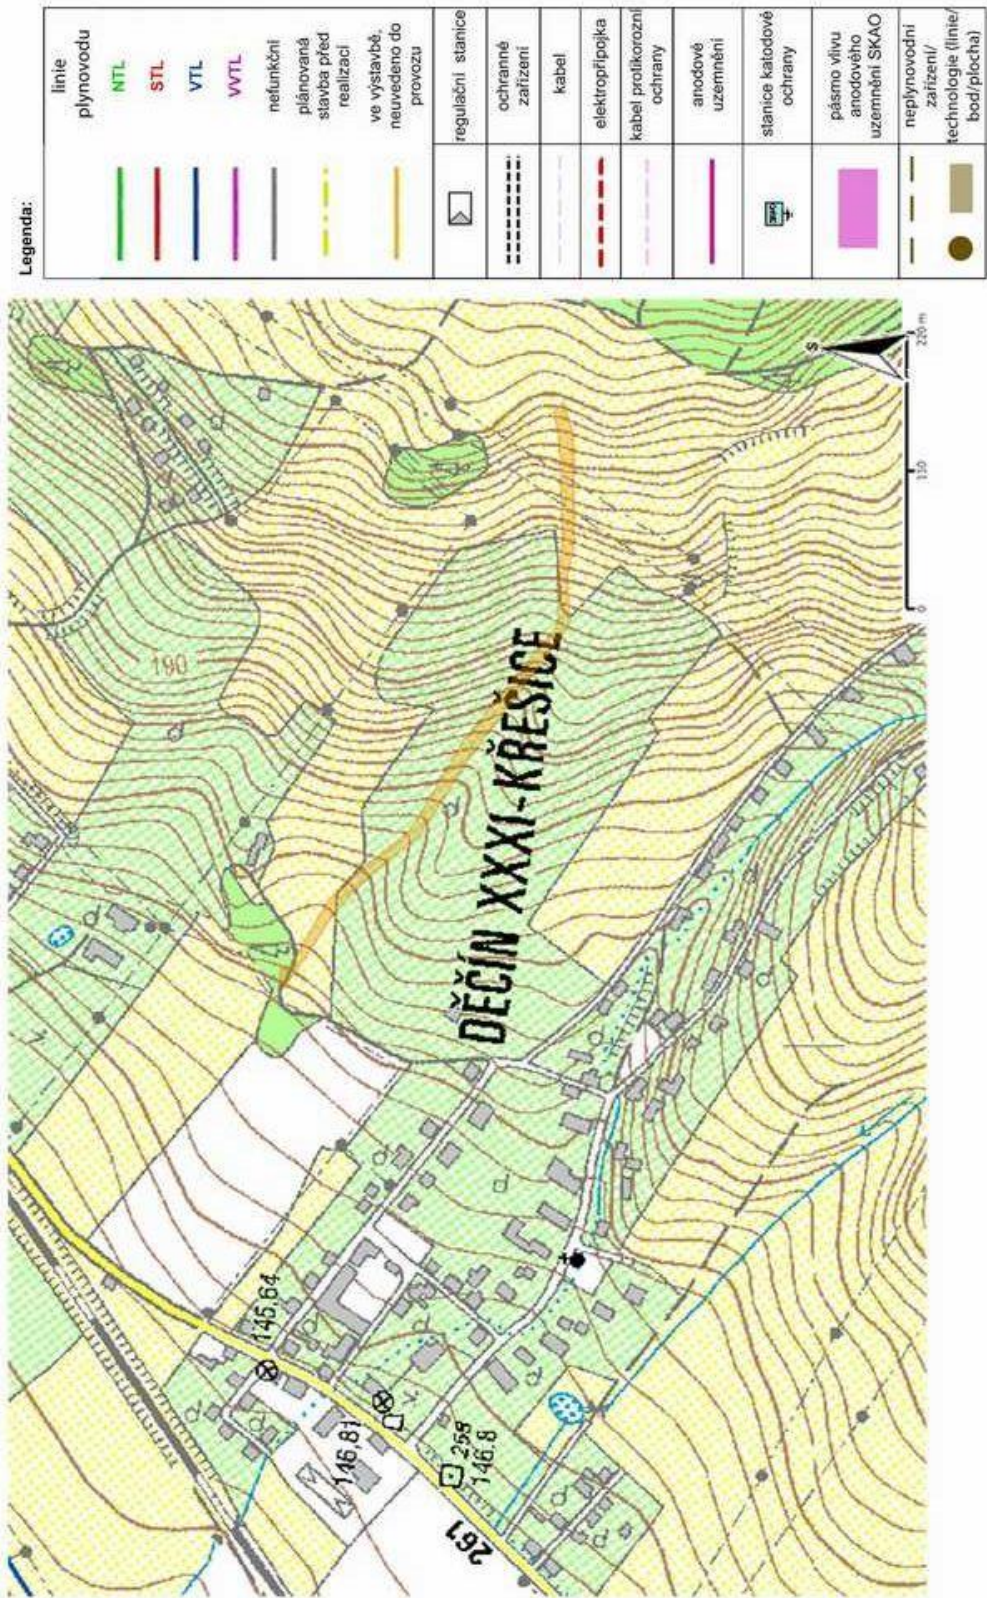 Legenda:
linie
plynovodu
NTL
STL
VTL
VVTL
nefunkční
plánovaná
stavba před
realizací
ve výstavbě,
neuvedeno do
provozu
regulační stanice
ochranné
zařízení
kabel
elektropřípojka
kabel protikorozní
ochrany
anodové
uzemnění
SKAO
stanice katodové
ochrany
pásmo vlivu
anodového
uzemnění SKAO
neplynovodní
zařízení/
technologie (linie/
bod/plocha)
190
DĚČÍN XXXI-KŘEŠICE
145,64
146,81
258
146.8
261
S
0
110
220 m